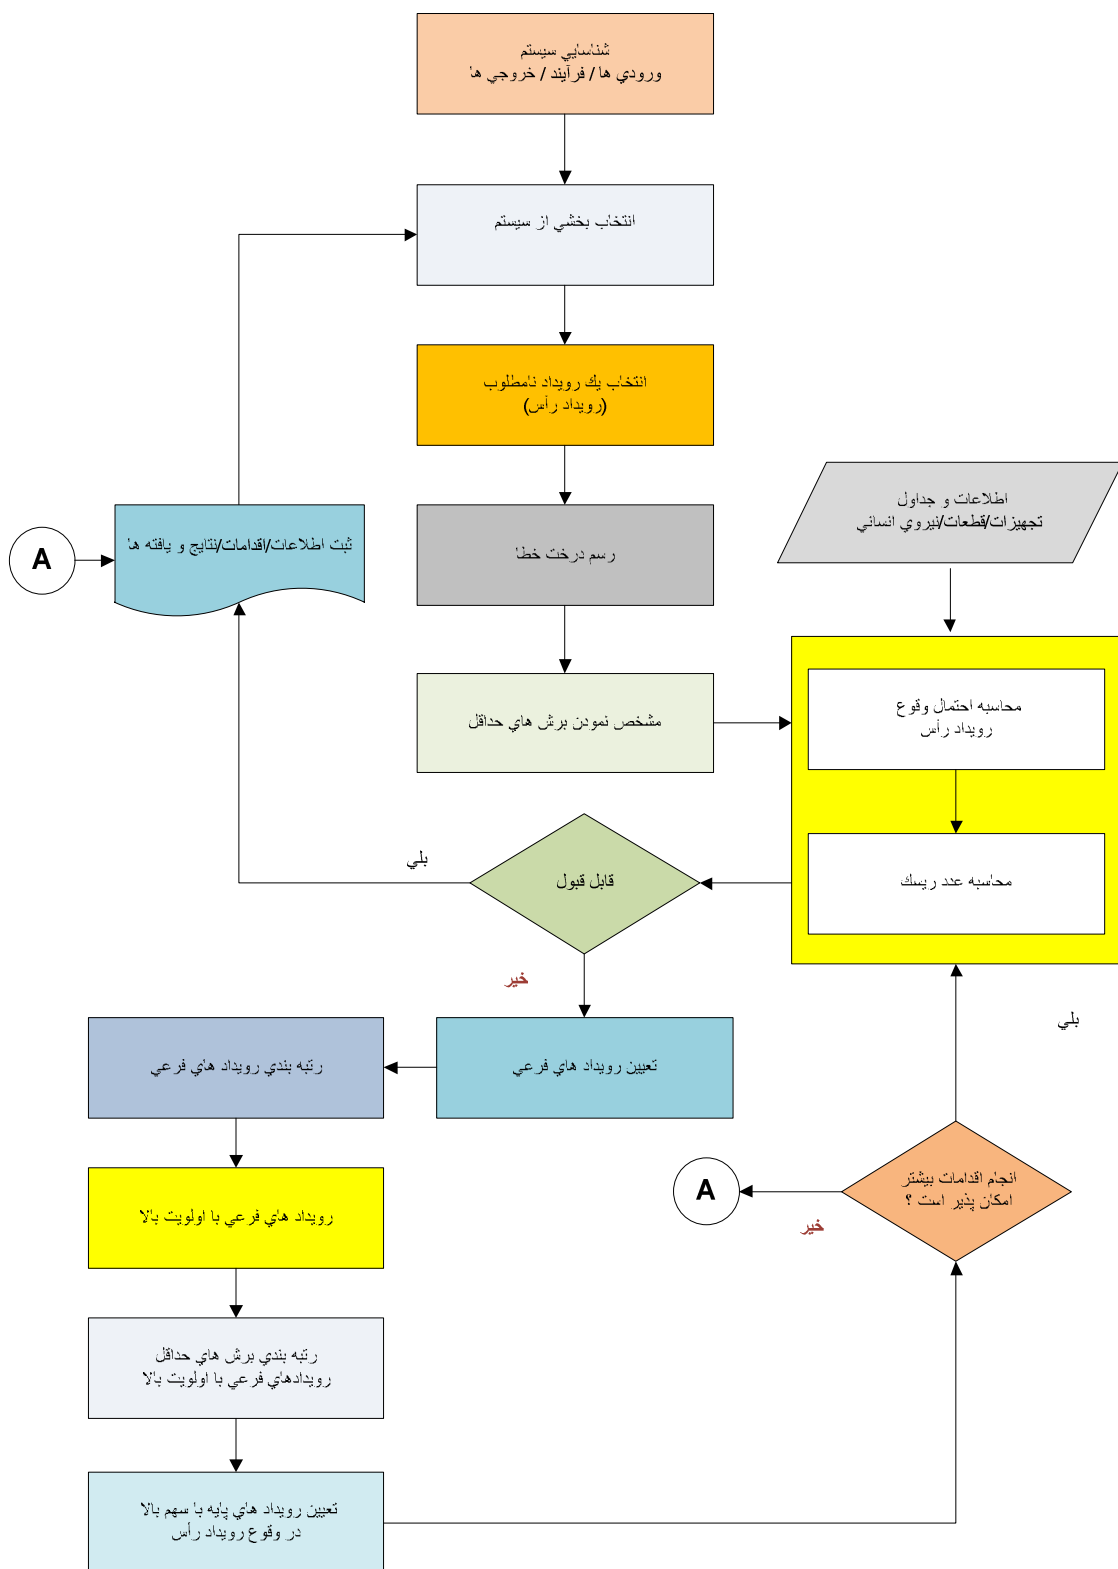 شناسايي سيستم
ورودي ها / فرآيند / خروجي ها
انتخاب بخشي از سيستم
انتخاب يك رويداد نامطلوب
(رويداد رأس)
اطلاعات و جداول
تجهيزات/قطعات/نيروي انساني
رسم درخت خطا
ثبت اطلاعات/اقدامات/نتايج و يافته ها
A
مشخص نمودن برش هاي حداقل
محاسبه احتمال وقوع
رويداد رأس
محاسبه عدد ريسك
قابل قبول
بلي
خير
تعيين رويداد هاي فرعي
رتبه بندي رويداد هاي فرعي
رويداد هاي فرعي با اولويت بالا
رتبه بندي برش هاي حداقل
رويدادهاي فرعي با اولويت بالا
تعيين رويداد هاي پايه با سهم بالا
در وقوع رويداد رأس
انجام اقدامات بيشتر
امكان پذير است ؟
بلي
خير
A